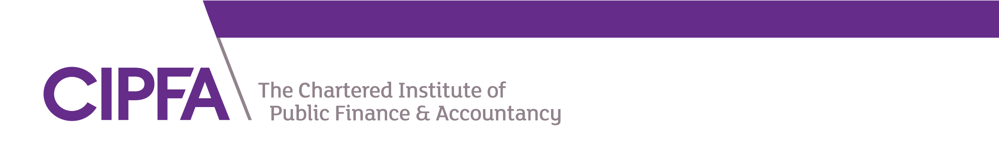 CIPFA
The Chartered Institute of
Public Finance & Accountancy